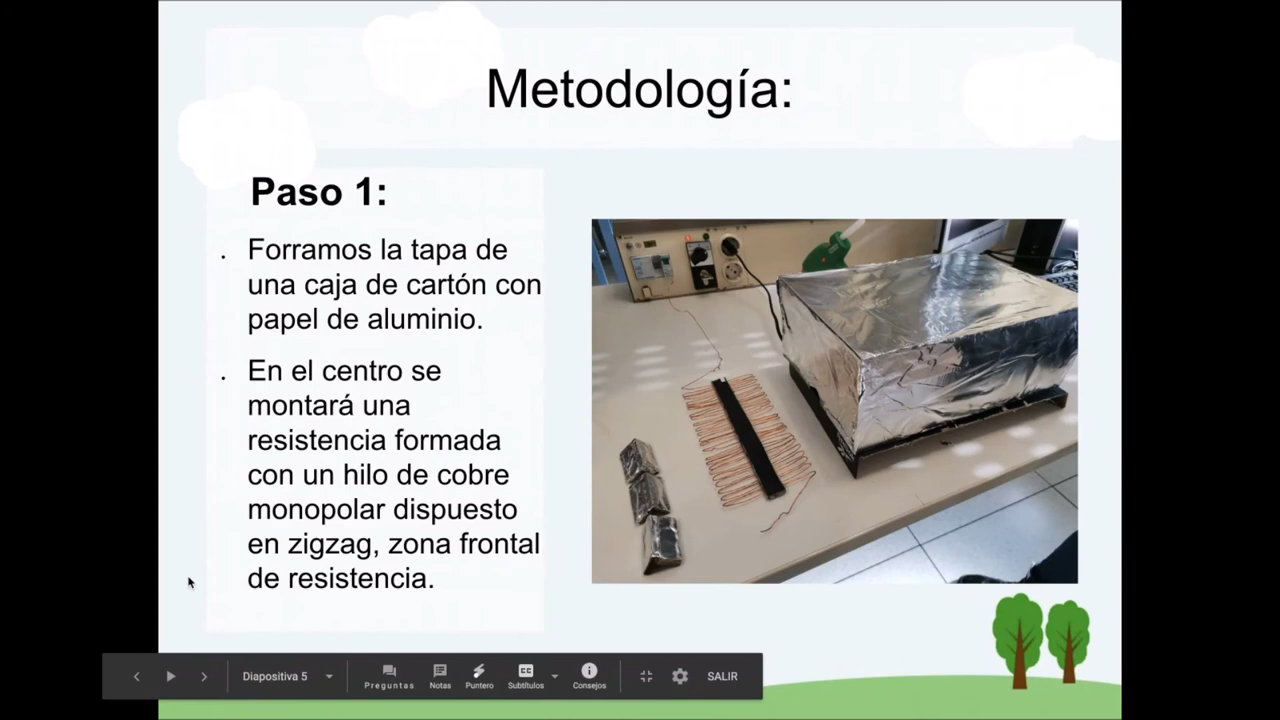 Metodología:
Paso 1:
. Forramos la tapa de
una caja de cartón con
papel de aluminio.
. En el centro se
montará una
resistencia formada
con un hilo de cobre
monopolar dispuesto
en zigzag, zona frontal
de resistencia.
Diapositiva 5
Preguntas
Notas
Puntero
CC
Subtítulos
Consejos
SALIR